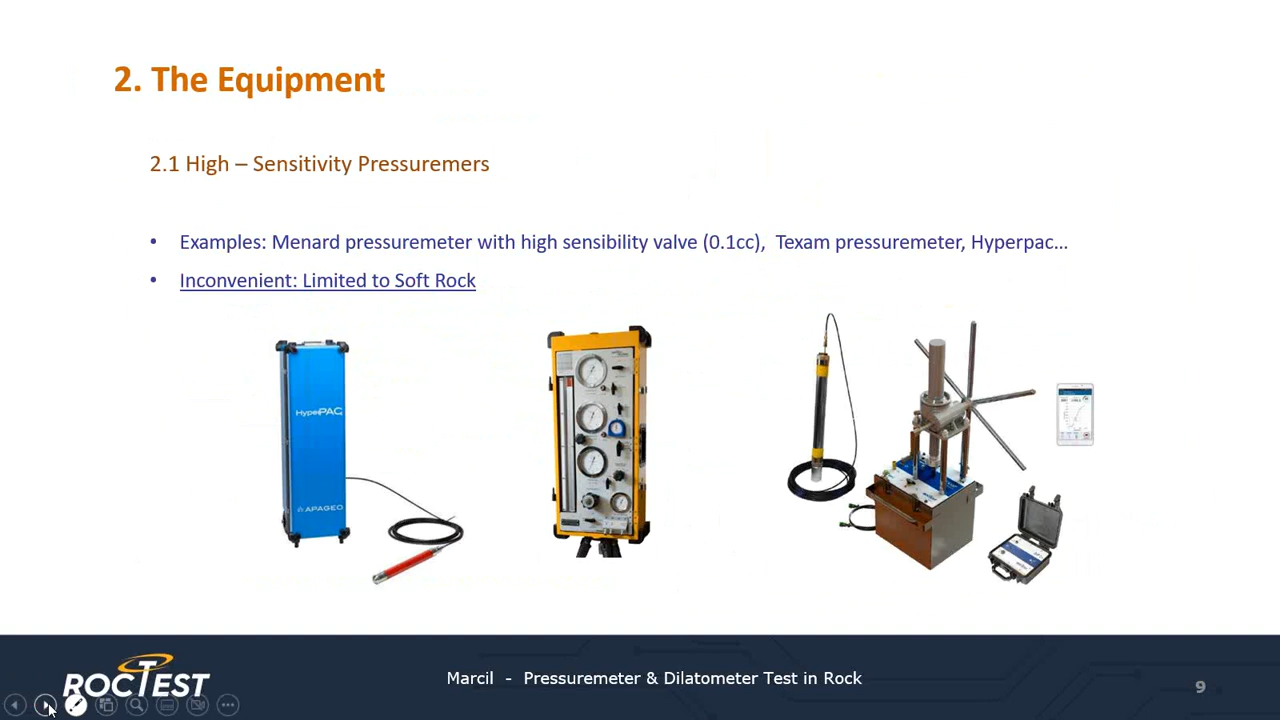 2. The Equipment
2.1 High – Sensitivity Pressuremers
• Examples: Menard pressuremeter with high sensibility valve (0.1cc), Texam pressuremeter, Hyperpac...
• Inconvenient: Limited to Soft Rock
HyperPAC
APAGEO
ROCTEST
Marcil - Pressuremeter & Dilatometer Test in Rock
9